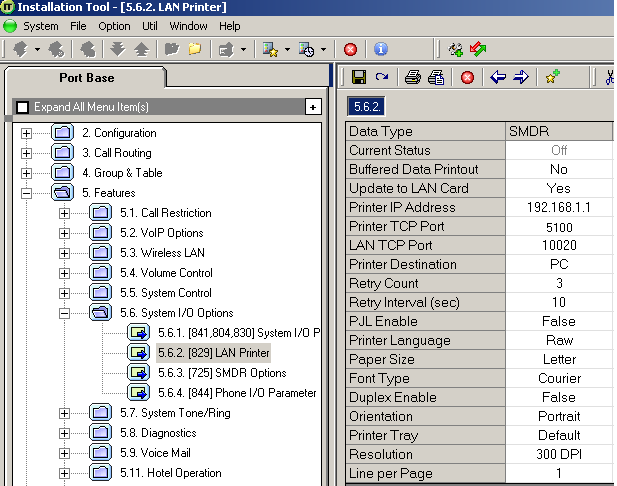 Installation Tool - [5.6.2. LAN Printer]
System File Option Util Window Help
Port Base
Expand All Menu Item(s)
2. Configuration
3. Call Routing
4. Group & Table
5. Features
5.1. Call Restriction
5.2. VoIP Options
5.3. Wireless LAN
5.4. Volume Control
5.5. System Control
5.6. System I/O Options
5.6.1. [841,804,830] System I/O P
5.6.2. [829] LAN Printer
5.6.3. [725] SMDR Options
5.6.4. [844] Phone I/O Parameter
5.7. System Tone/Ring
5.8. Diagnostics
5.9. Voice Mail
5.11. Hotel Operation
5.6.2.
Data Type SMDR
Current Status Off
Buffered Data Printout No
Update to LAN Card Yes
Printer IP Address 192.168.1.1
Printer TCP Port 5100
LAN TCP Port 10020
Printer Destination PC
Retry Count 3
Retry Interval (sec) 10
PJL Enable False
Printer Language Raw
Paper Size Letter
Font Type Courier
Duplex Enable False
Orientation Portrait
Printer Tray Default
Resolution 300 DPI
Line per Page 1